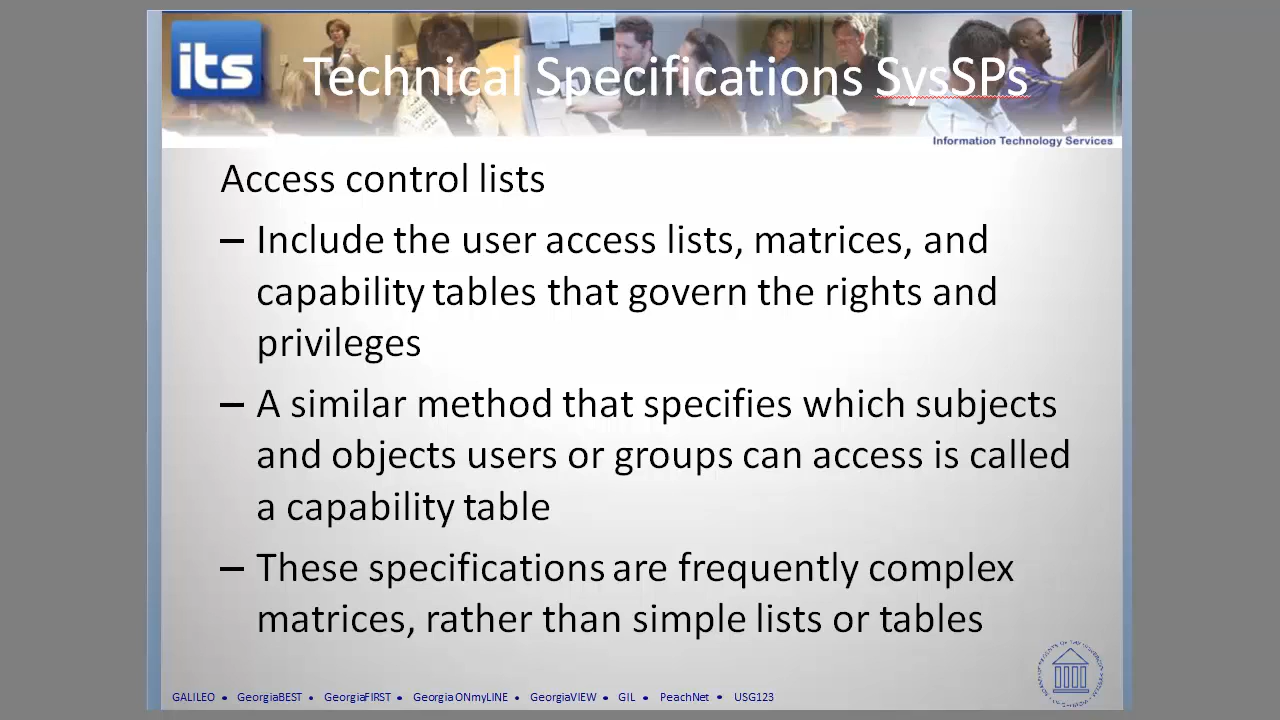 its
Technical Specifications SysSPs
Information Technology Services
Access control lists
– Include the user access lists, matrices, and
capability tables that govern the rights and
privileges
– A similar method that specifies which subjects
and objects users or groups can access is called
a capability table
– These specifications are frequently complex
matrices, rather than simple lists or tables
GALILEO • GeorgiaBEST • GeorgiaFIRST • Georgia ONmyLINE • GeorgiaVIEW • GIL • PeachNet • USG123